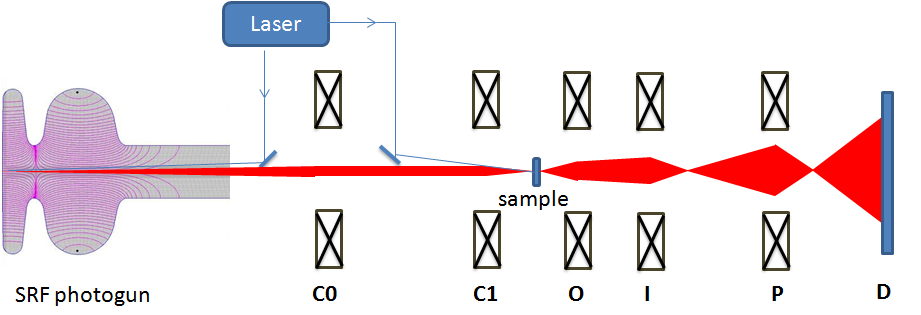 Laser
sample
SRF photogun
C0
C1
O
I
P
D